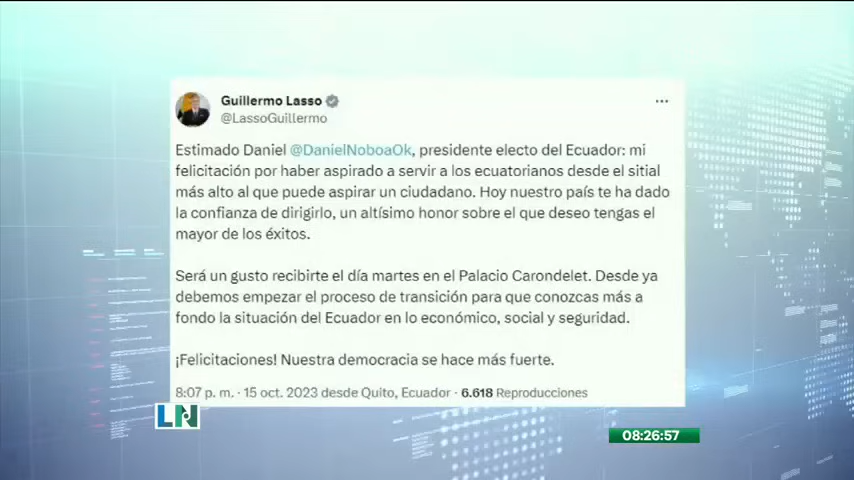 Guillermo Lasso
@LassoGuillermo
Estimado Daniel @DanielNoboaOk, presidente electo del Ecuador: mi
felicitación por haber aspirado a servir a los ecuatorianos desde el sitial
más alto al que puede aspirar un ciudadano. Hoy nuestro país te ha dado
la confianza de dirigirlo, un altísimo honor sobre el que deseo tengas el
mayor de los éxitos.
Será un gusto recibirte el día martes en el Palacio Carondelet. Desde ya
debemos empezar el proceso de transición para que conozcas más a
fondo la situación del Ecuador en lo económico, social y seguridad.
¡Felicitaciones! Nuestra democracia se hace más fuerte.
8:07 p. m. · 15 oct. 2023 desde Quito, Ecuador · 6.618 Reproducciones
LN
08:26:57